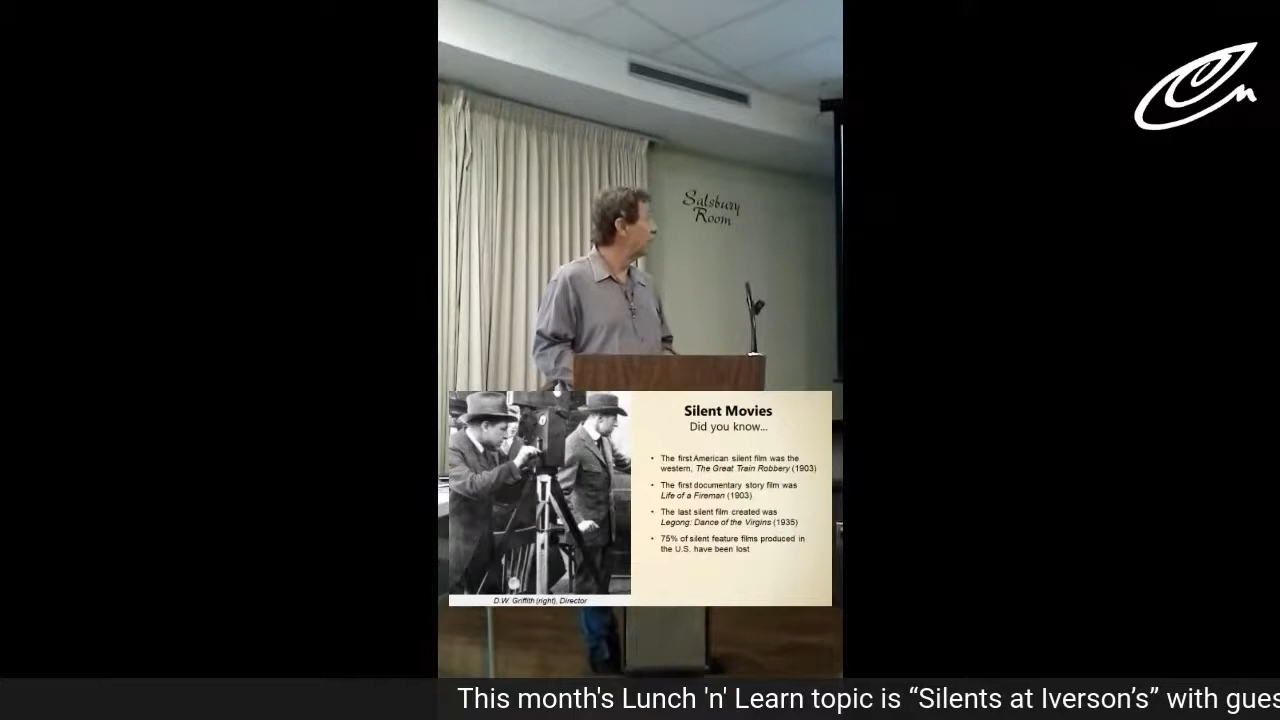 Salsbury
Room
Silent Movies
Did you know...
• The first American silent film was the
western, The Great Train Robbery (1903)
• The first documentary story film was
Life of a Fireman (1903)
• The last silent film created was
Legong: Dance of the Virgins (1935)
• 75% of silent feature films produced in
the U.S. have been lost
D.W. Griffith (right), Director
This month's Lunch 'n' Learn topic is “Silents at Iverson’s” with gues